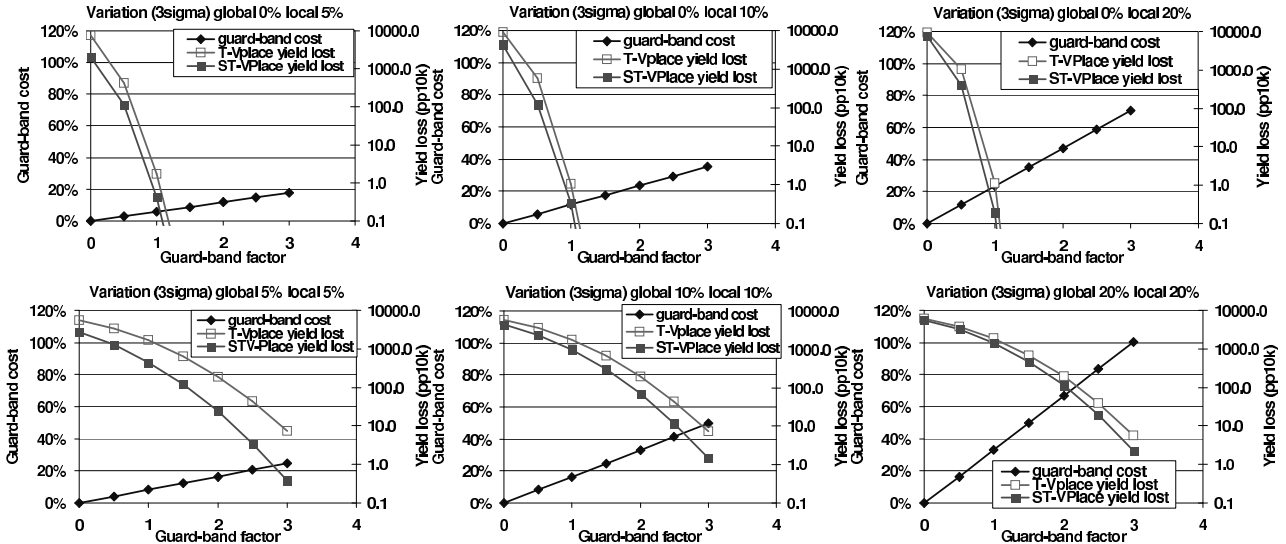 Variation (3sigma) global 0% local 5%
120%
100%
80%
60%
40%
20%
0%
Guard-band cost
guard-band cost
T-Vplace yield lost
ST-VPlace yield lost
10000.0
1000.0
100.0
10.0
1.0
0.1
Yield loss (pp10k)
0 1 2 3 4
Guard-band factor
Variation (3sigma) global 0% local 10%
120%
100%
80%
60%
40%
20%
0%
Guard-band cost
guard-band cost
T-Vplace yield lost
ST-VPlace yield lost
10000.0
1000.0
100.0
10.0
1.0
0.1
Yield loss (pp10k)
0 1 2 3 4
Guard-band factor
Variation (3sigma) global 0% local 20%
120%
100%
80%
60%
40%
20%
0%
Guard-band cost
guard-band cost
T-VPlace yield lost
ST-VPlace yield lost
10000.0
1000.0
100.0
10.0
1.0
0.1
Yield loss (pp10k)
0 1 2 3 4
Guard-band factor
Variation (3sigma) global 5% local 5%
120%
100%
80%
60%
40%
20%
0%
Guard-band cost
guard-band cost
T-Vplace yield lost
STV-Place yield lost
10000.0
1000.0
100.0
10.0
1.0
0.1
Yield loss (pp10k)
0 1 2 3 4
Guard-band factor
Variation (3sigma) global 10% local 10%
120%
100%
80%
60%
40%
20%
0%
Guard-band cost
guard-band cost
T-Vplace yield lost
ST-VPlace yield lost
10000.0
1000.0
100.0
10.0
1.0
0.1
Yield loss (pp10k)
0 1 2 3 4
Guard-band factor
Variation (3sigma) global 20% local 20%
120%
100%
80%
60%
40%
20%
0%
Guard-band cost
guard-band cost
T-Vplace yield lost
ST-VPlace yield lost
10000.0
1000.0
100.0
10.0
1.0
0.1
Yield loss (pp10k)
0 1 2 3 4
Guard-band factor